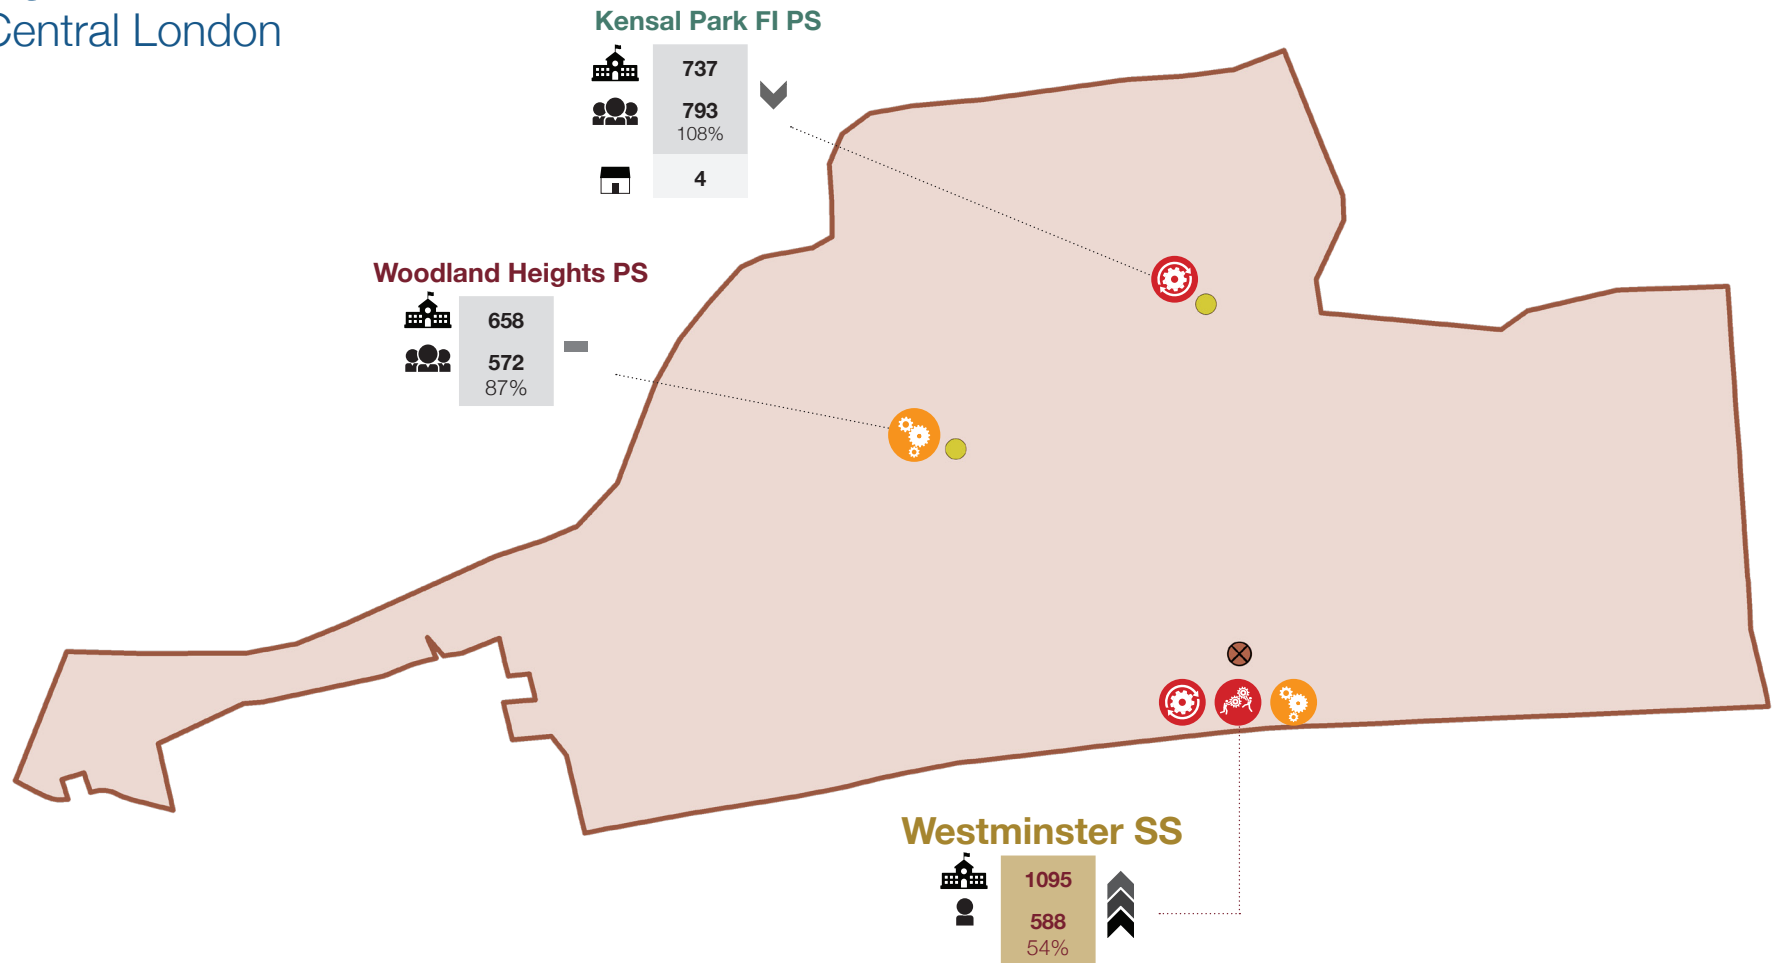 Central London
Kensal Park FI PS
737
793
108%
4
Woodland Heights PS
658
572
87%
Westminster SS
1095
588
54%